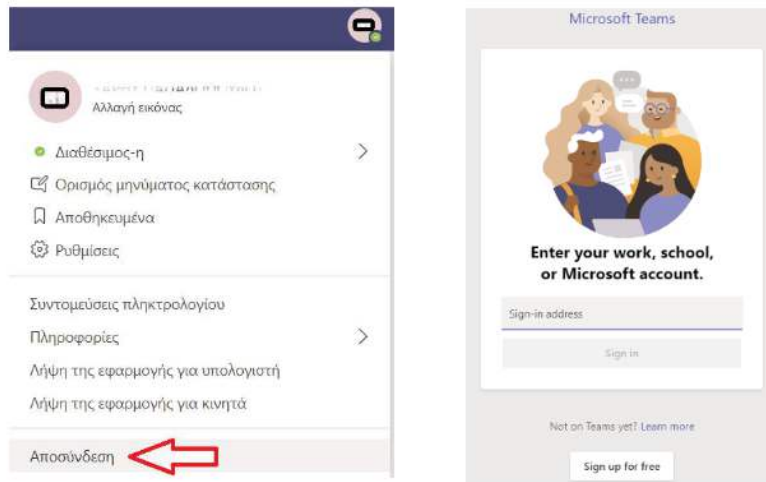 Αλλαγή εικόνας
Διαθέσιμος-η
Ορισμός μηνύματος κατάστασης
Αποθηκευμένα
Ρυθμίσεις
Συντομεύσεις πληκτρολογίου
Πληροφορίες
Λήψη της εφαρμογής για υπολογιστή
Λήψη της εφαρμογής για κινητά
Αποσύνδεση
Microsoft Teams
Enter your work, school,
or Microsoft account.
Sign-in address
Sign in
Not on Teams yet? Learn more
Sign up for free